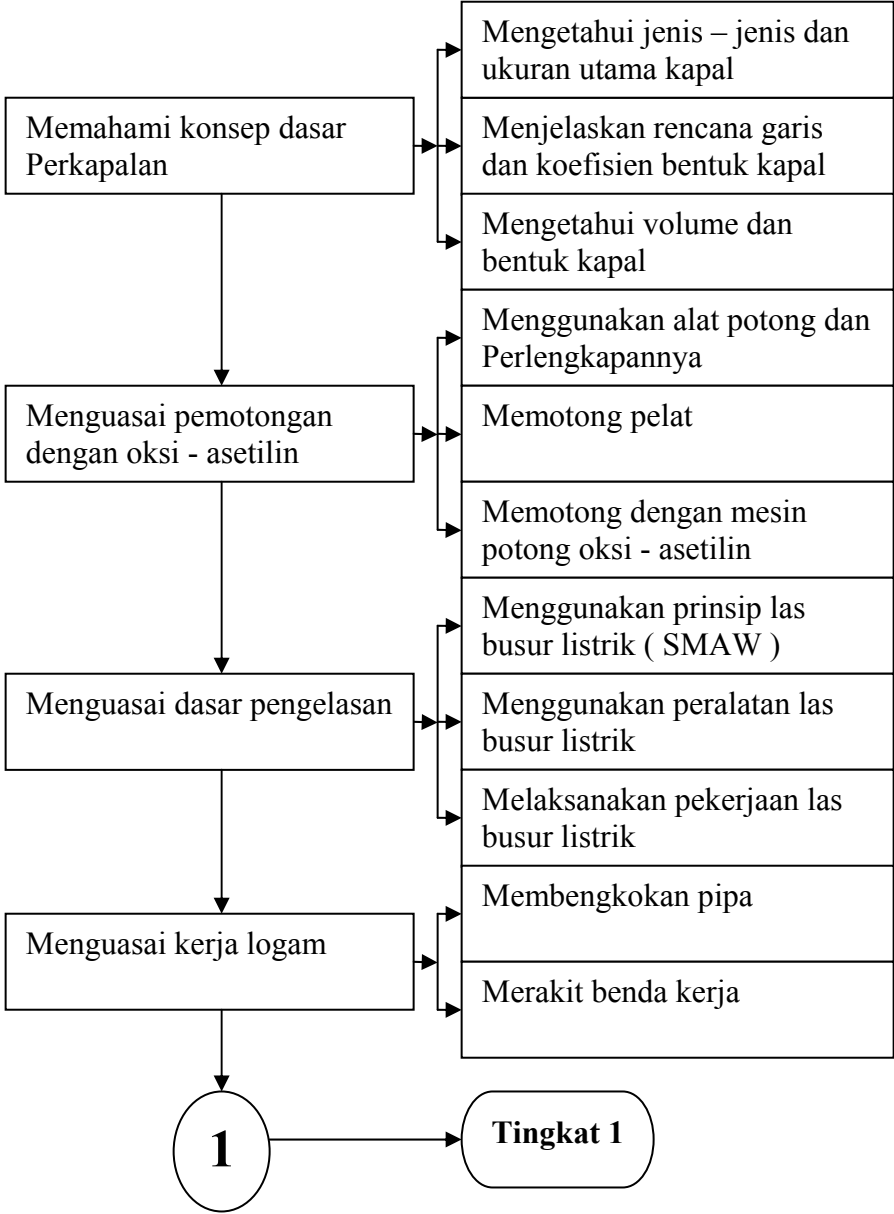 Mengetahui jenis – jenis dan
ukuran utama kapal
Memahami konsep dasar
Perkapalan
Menjelaskan rencana garis
dan koefisien bentuk kapal
Mengetahui volume dan
bentuk kapal
Menggunakan alat potong dan
Perlengkapannya
Menguasai pemotongan
dengan oksi - asetilin
Memotong pelat
Memotong dengan mesin
potong oksi - asetilin
Menggunakan prinsip las
busur listrik ( SMAW )
Menguasai dasar pengelasan
Menggunakan peralatan las
busur listrik
Melaksanakan pekerjaan las
busur listrik
Membengkokan pipa
Menguasai kerja logam
Merakit benda kerja
1
Tingkat 1